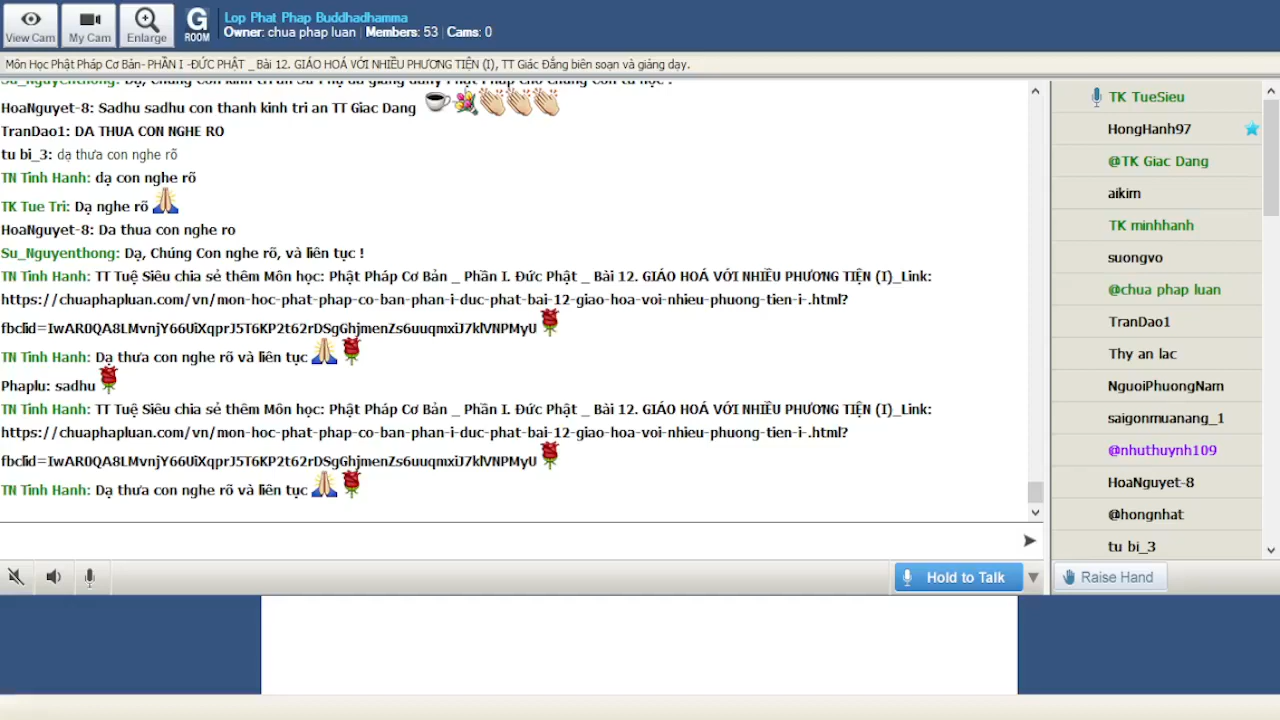 View Cam
My Cam
Enlarge
G
ROOM
Lop Phat Phap Buddhadhamma
Owner: chua phap luan | Members: 53 | Cams: 0
Môn Học Phật Pháp Cơ Bản- PHẦN I -ĐỨC PHẬT _ Bài 12. GIÁO HOÁ VỚI NHIỀU PHƯƠNG TIỆN (I), TT Giác Đẳng biên soạn và giảng dạy.
HoaNguyet-8: Sadhu sadhu con thanh kinh tri an TT Giac Dang
TranDao1: DA THUA CON NGHE RO
tu bi_3: dạ thưa con nghe rõ
TN Tinh Hanh: dạ con nghe rõ
TK Tue Tri: Dạ nghe rõ
HoaNguyet-8: Da thua con nghe ro
Su_Nguyenthong: Dạ, Chúng Con nghe rõ, và liên tục !
TN Tinh Hanh: TT Tuệ Siêu chia sẻ thêm Môn học: Phật Pháp Cơ Bản _ Phần I. Đức Phật _ Bài 12. GIÁO HOÁ VỚI NHIỀU PHƯƠNG TIỆN (I)_Link:
https://chuaphapluan.com/vn/mon-hoc-phat-phap-co-ban-phan-i-duc-phat-bai-12-giao-hoa-voi-nhieu-phuong-tien-i-.html?
fbclid=IwAR0QA8LMvnjY66UiXqprJ5T6KP2t62rDSgGhjmenZs6uuqmxiJ7klVNPMyU
TN Tinh Hanh: Dạ thưa con nghe rõ và liên tục
Phaplu: sadhu
TN Tinh Hanh: TT Tuệ Siêu chia sẻ thêm Môn học: Phật Pháp Cơ Bản _ Phần I. Đức Phật _ Bài 12. GIÁO HOÁ VỚI NHIỀU PHƯƠNG TIỆN (I)_Link:
https://chuaphapluan.com/vn/mon-hoc-phat-phap-co-ban-phan-i-duc-phat-bai-12-giao-hoa-voi-nhieu-phuong-tien-i-.html?
fbclid=IwAR0QA8LMvnjY66UiXqprJ5T6KP2t62rDSgGhjmenZs6uuqmxiJ7klVNPMyU
TN Tinh Hanh: Dạ thưa con nghe rõ và liên tục
TK TueSieu
HongHanh97
@TK Giac Dang
aikim
TK minhhanh
suongvo
@chua phap luan
TranDao1
Thy an lac
NguoiPhuongNam
saigonmuanang_1
@nhuthuynh109
HoaNguyet-8
@hongnhat
tu bi_3
Hold to Talk
Raise Hand